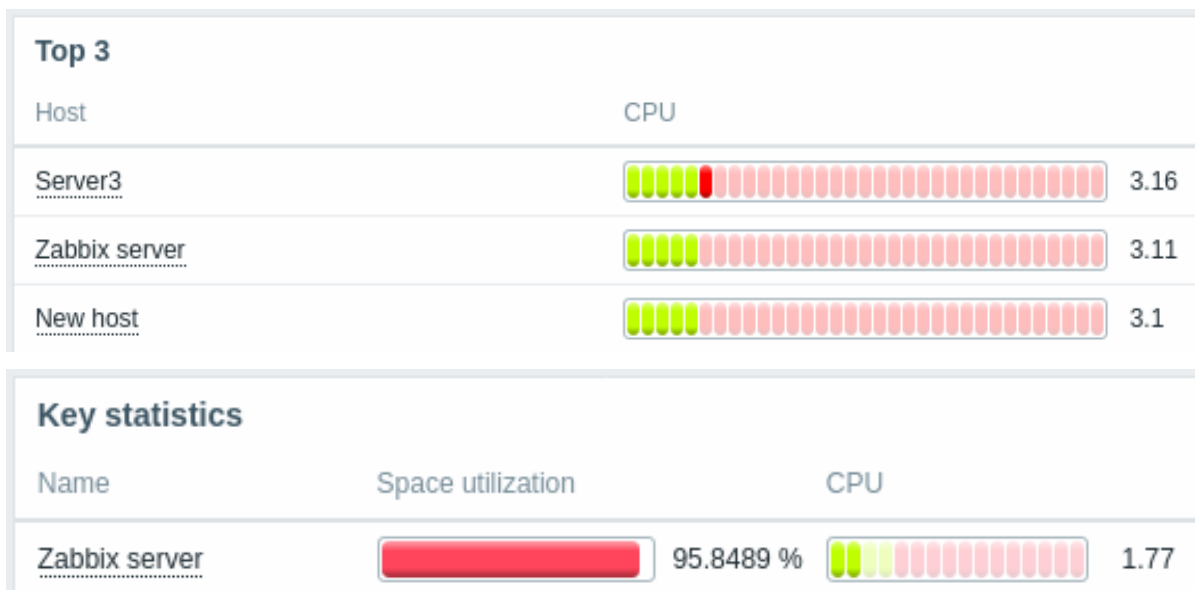 Top 3
Host CPU
Server3 3.16
Zabbix server 3.11
New host 3.1
Key statistics
Name Space utilization CPU
Zabbix server 95.8489 % 1.77